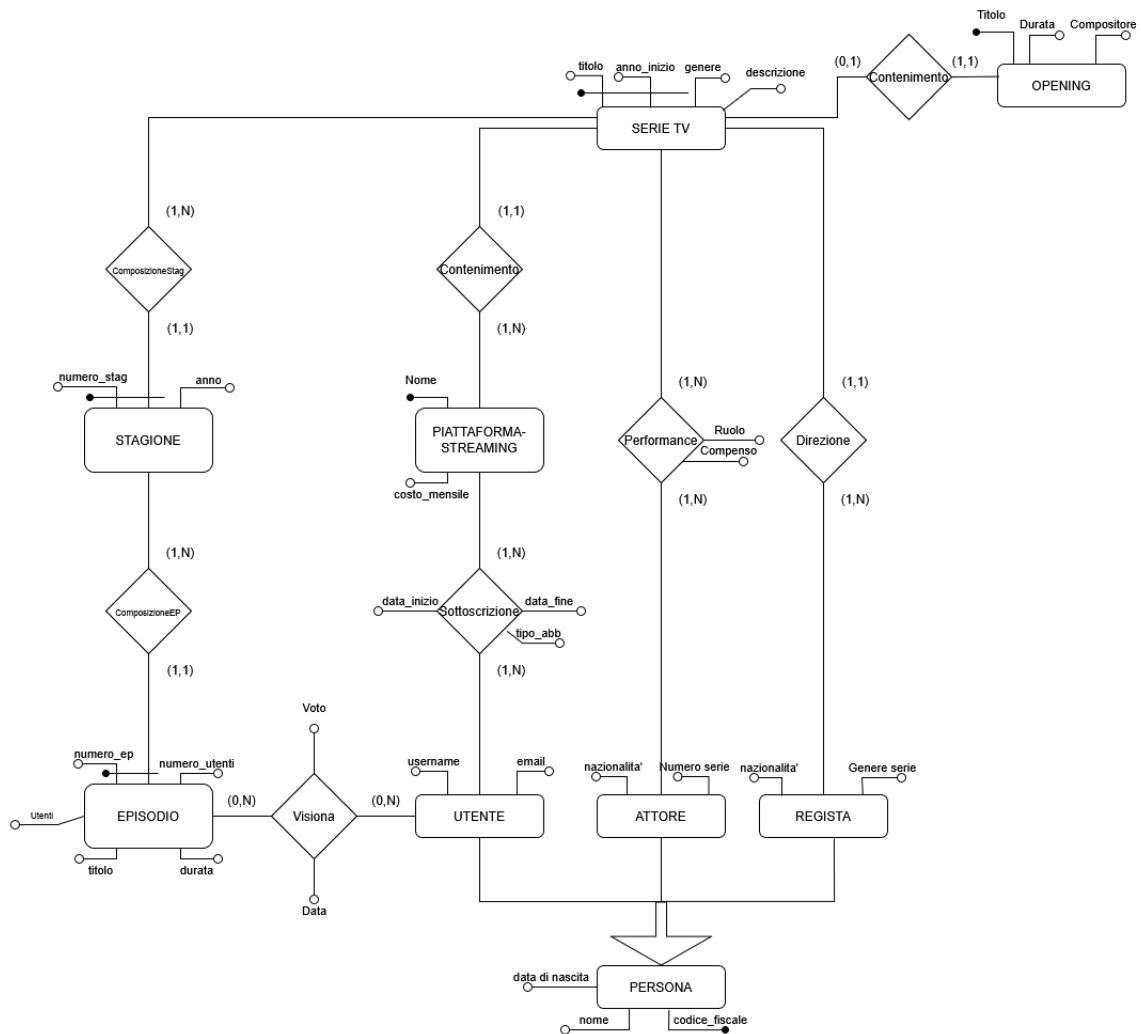 Titolo
Durata
Compositore
(0,1)
Contenimento
(1,1)
OPENING
titolo
anno_inizio
genere
descrizione
SERIE TV
(1,N)
ComposizioneStag
(1,1)
(1,1)
Contenimento
(1,N)
numero_stag
anno
STAGIONE
Nome
PIATTAFORMA-
STREAMING
costo_mensile
(1,N)
Performance
Ruolo
Compenso
(1,N)
(1,1)
Direzione
(1,N)
(1,N)
ComposizioneEP
(1,1)
(1,N)
data_inizio
Sottoscrizione
data_fine
tipo_abb
(1,N)
numero_ep
numero_utenti
Utenti
EPISODIO
titolo
durata
(0,N)
Voto
Visiona
Data
(0,N)
username
email
UTENTE
nazionalita'
Numero serie
ATTORE
nazionalita'
Genere serie
REGISTA
data di nascita
PERSONA
nome
codice_fiscale